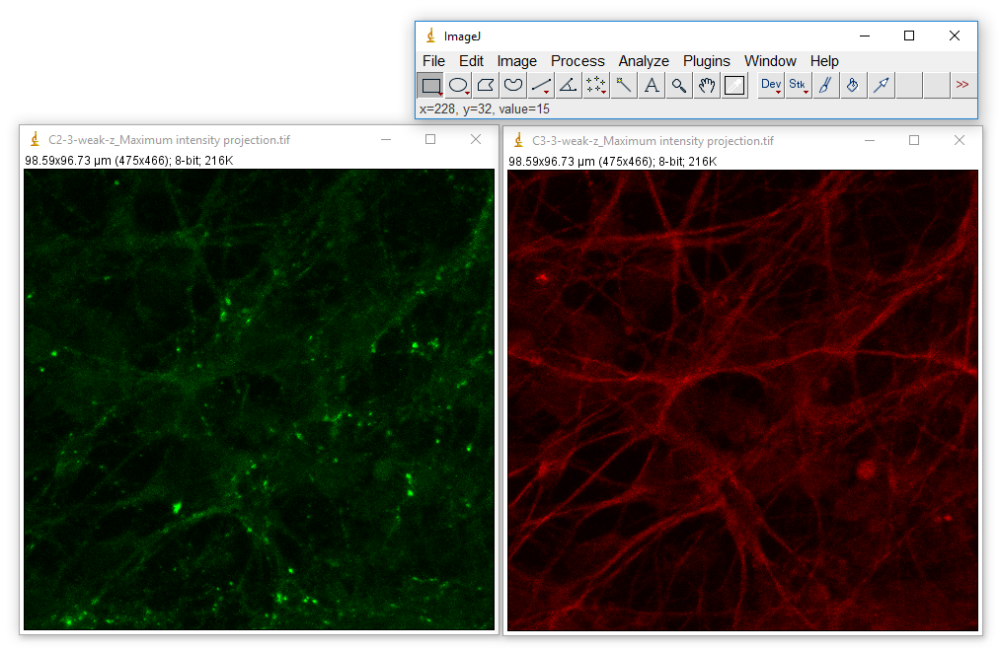 ImageJ
File Edit Image Process Analyze Plugins Window Help
A Dev Stk >>
x=228, y=32, value=15
C2-3-weak-z_Maximum intensity projection.tif
98.59x96.73 µm (475x466); 8-bit; 216K
C3-3-weak-z_Maximum intensity projection.tif
98.59x96.73 µm (475x466); 8-bit; 216K